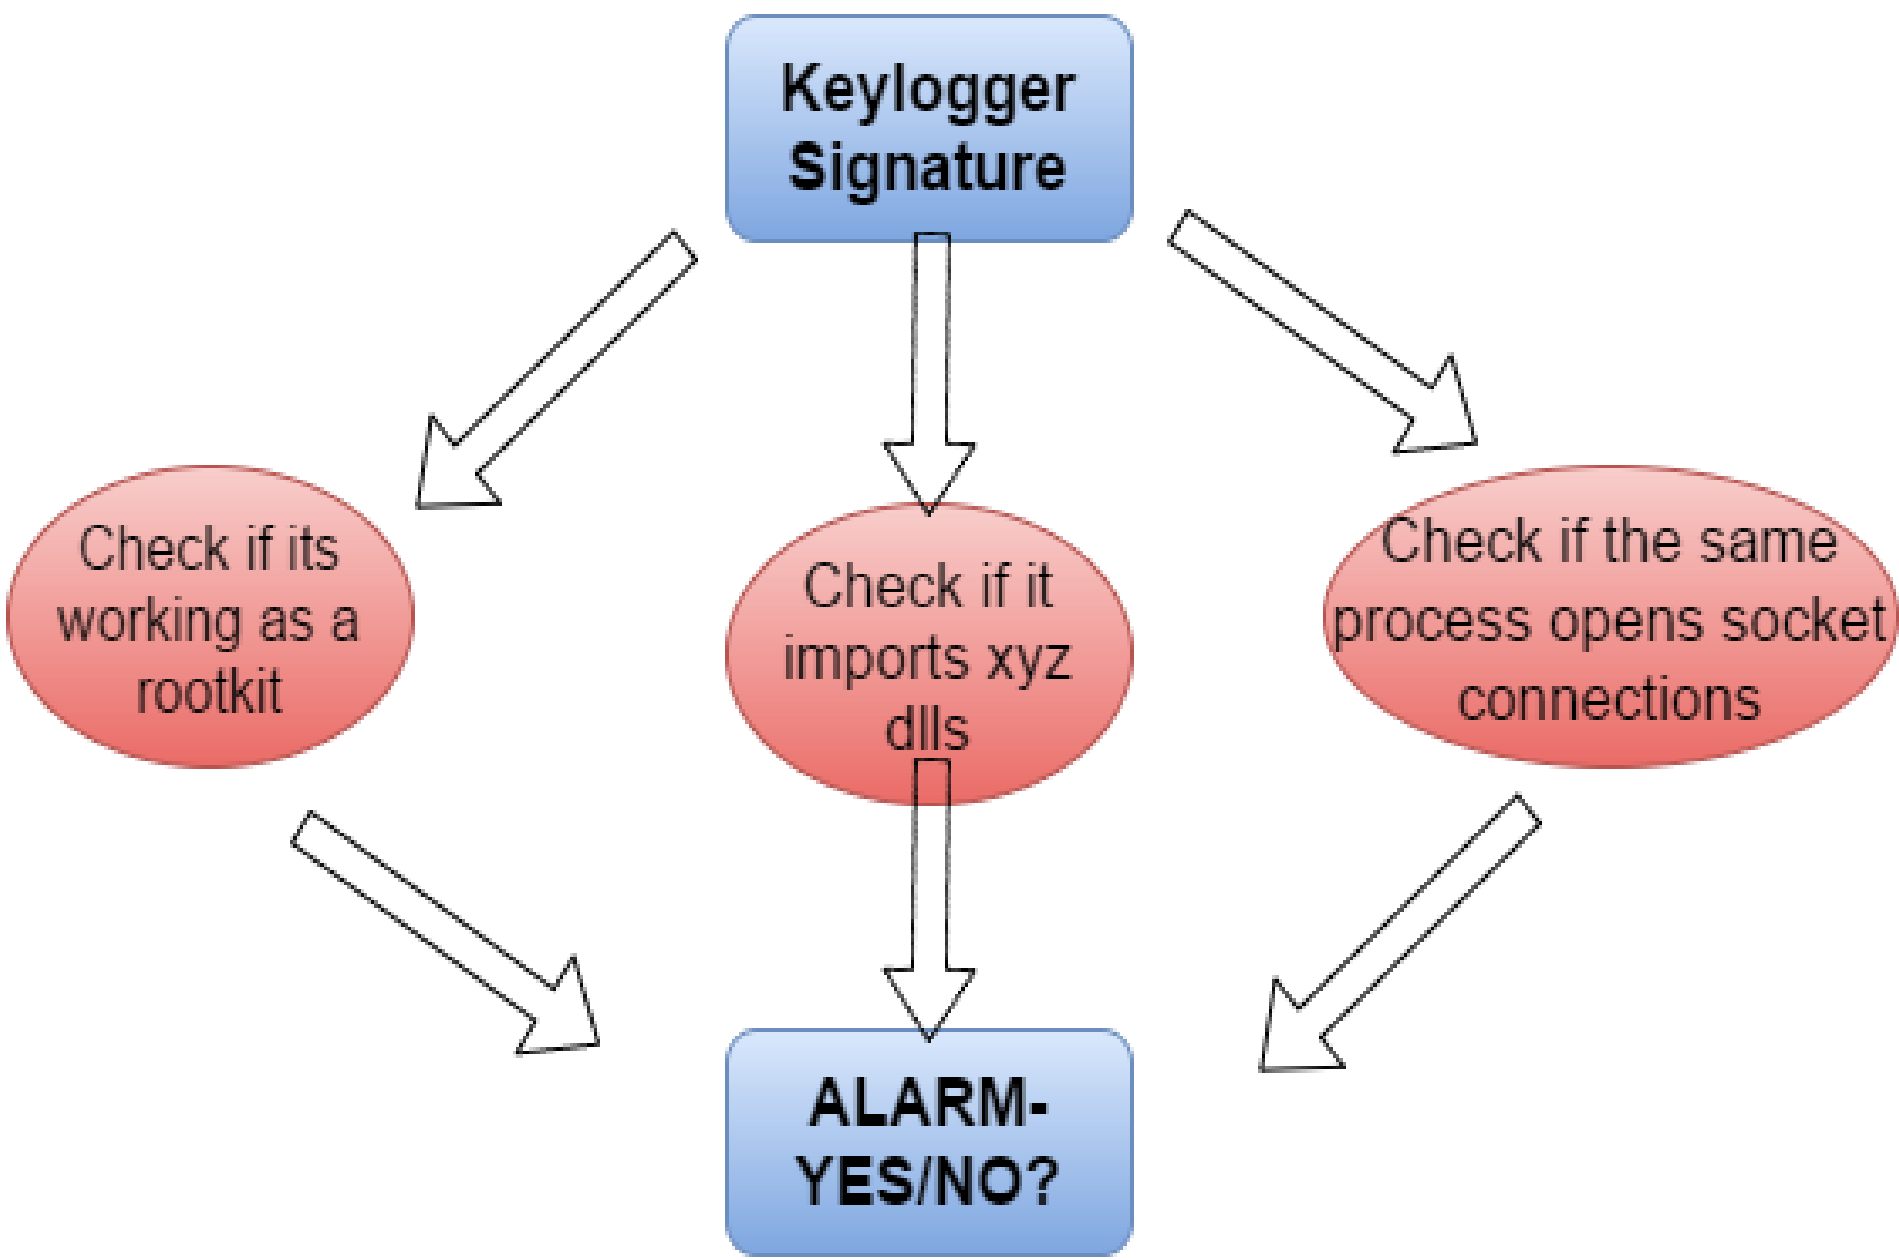 Keylogger
Signature
Check if its
working as a
rootkit
Check if it
imports xyz
dlls
Check if the same
process opens socket
connections
ALARM-
YES/NO?